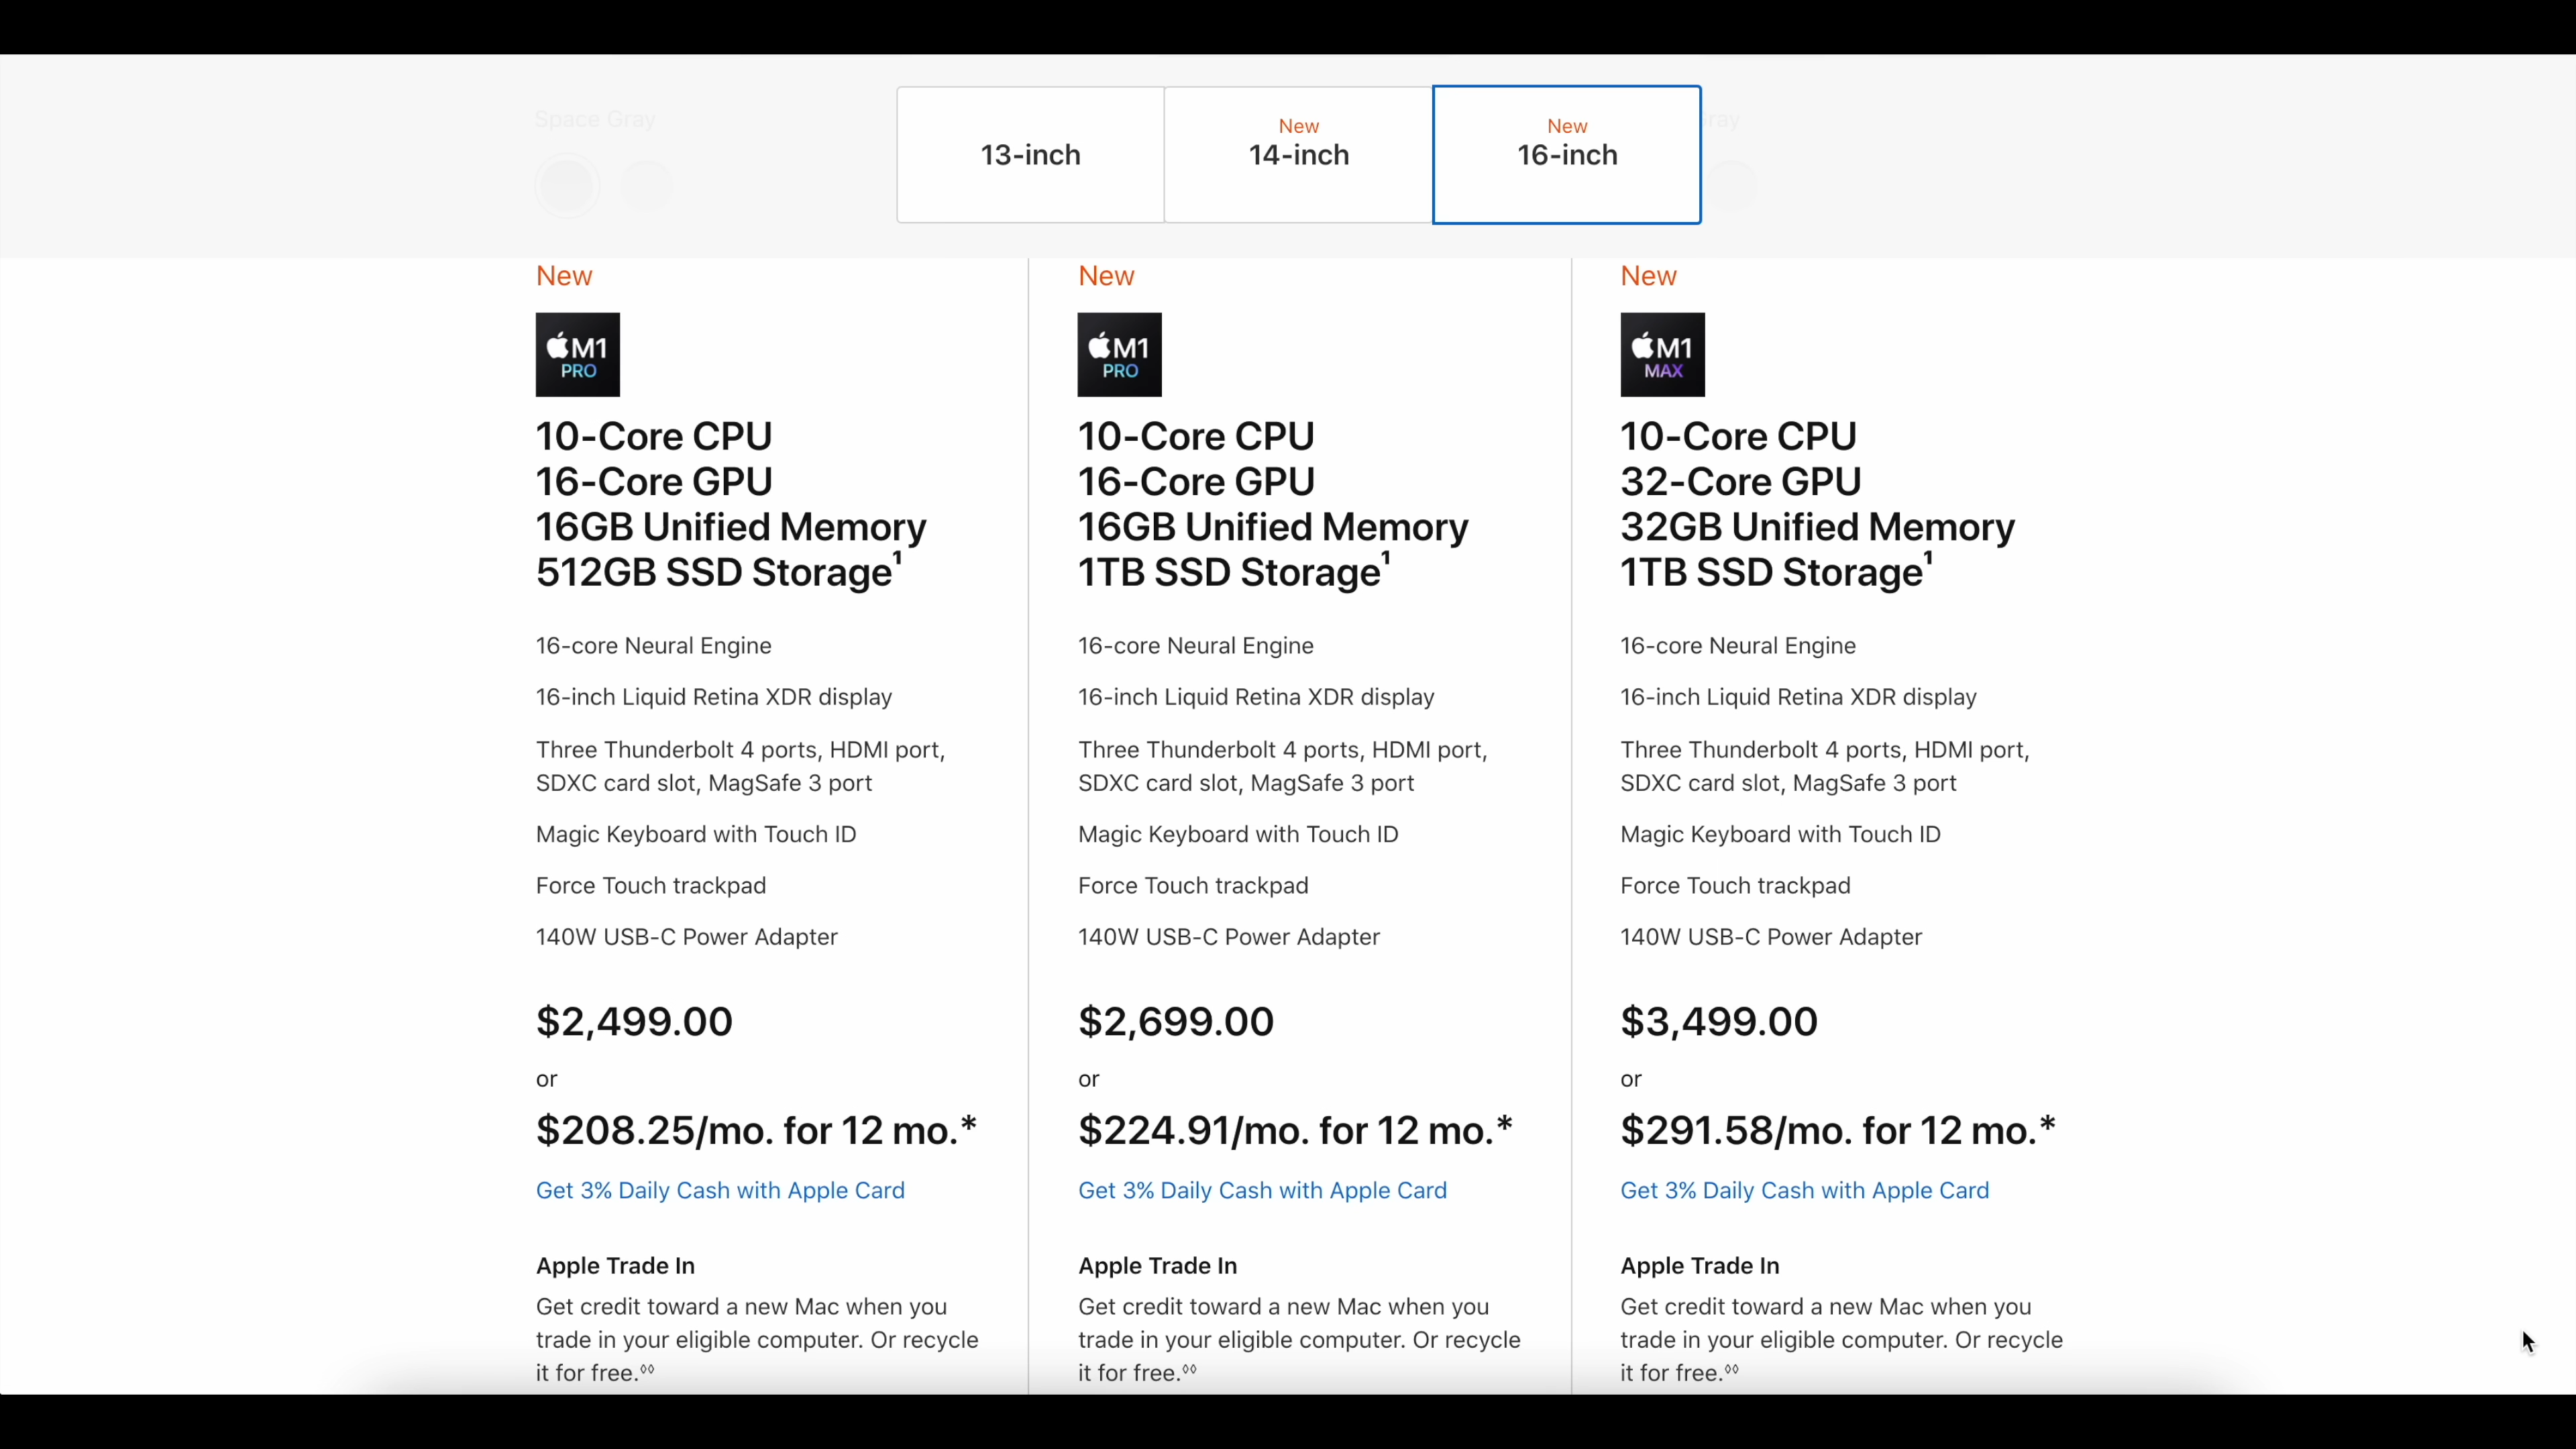 Space Gray
13-inch
New
14-inch
New
16-inch
ray
New
M1
PRO
10-Core CPU
16-Core GPU
16GB Unified Memory
512GB SSD Storage¹
16-core Neural Engine
16-inch Liquid Retina XDR display
Three Thunderbolt 4 ports, HDMI port,
SDXC card slot, MagSafe 3 port
Magic Keyboard with Touch ID
Force Touch trackpad
140W USB-C Power Adapter
$2,499.00
or
$208.25/mo. for 12 mo.*
Get 3% Daily Cash with Apple Card
Apple Trade In
Get credit toward a new Mac when you
trade in your eligible computer. Or recycle
it for free.◊◊
New
M1
PRO
10-Core CPU
16-Core GPU
16GB Unified Memory
1TB SSD Storage¹
16-core Neural Engine
16-inch Liquid Retina XDR display
Three Thunderbolt 4 ports, HDMI port,
SDXC card slot, MagSafe 3 port
Magic Keyboard with Touch ID
Force Touch trackpad
140W USB-C Power Adapter
$2,699.00
or
$224.91/mo. for 12 mo.*
Get 3% Daily Cash with Apple Card
Apple Trade In
Get credit toward a new Mac when you
trade in your eligible computer. Or recycle
it for free.◊◊
New
M1
MAX
10-Core CPU
32-Core GPU
32GB Unified Memory
1TB SSD Storage¹
16-core Neural Engine
16-inch Liquid Retina XDR display
Three Thunderbolt 4 ports, HDMI port,
SDXC card slot, MagSafe 3 port
Magic Keyboard with Touch ID
Force Touch trackpad
140W USB-C Power Adapter
$3,499.00
or
$291.58/mo. for 12 mo.*
Get 3% Daily Cash with Apple Card
Apple Trade In
Get credit toward a new Mac when you
trade in your eligible computer. Or recycle
it for free.◊◊